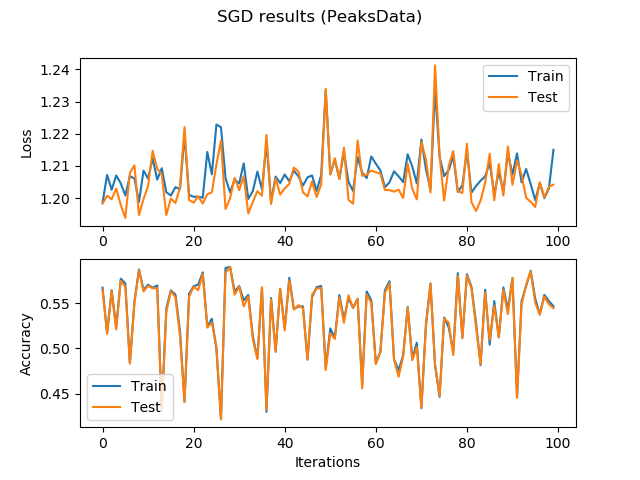 SGD results (PeaksData)
Loss
1.24
1.23
1.22
1.21
1.20
Train
Test
0
20
40
60
80
100
Accuracy
0.55
0.50
0.45
Train
Test
0
20
40
60
80
100
Iterations